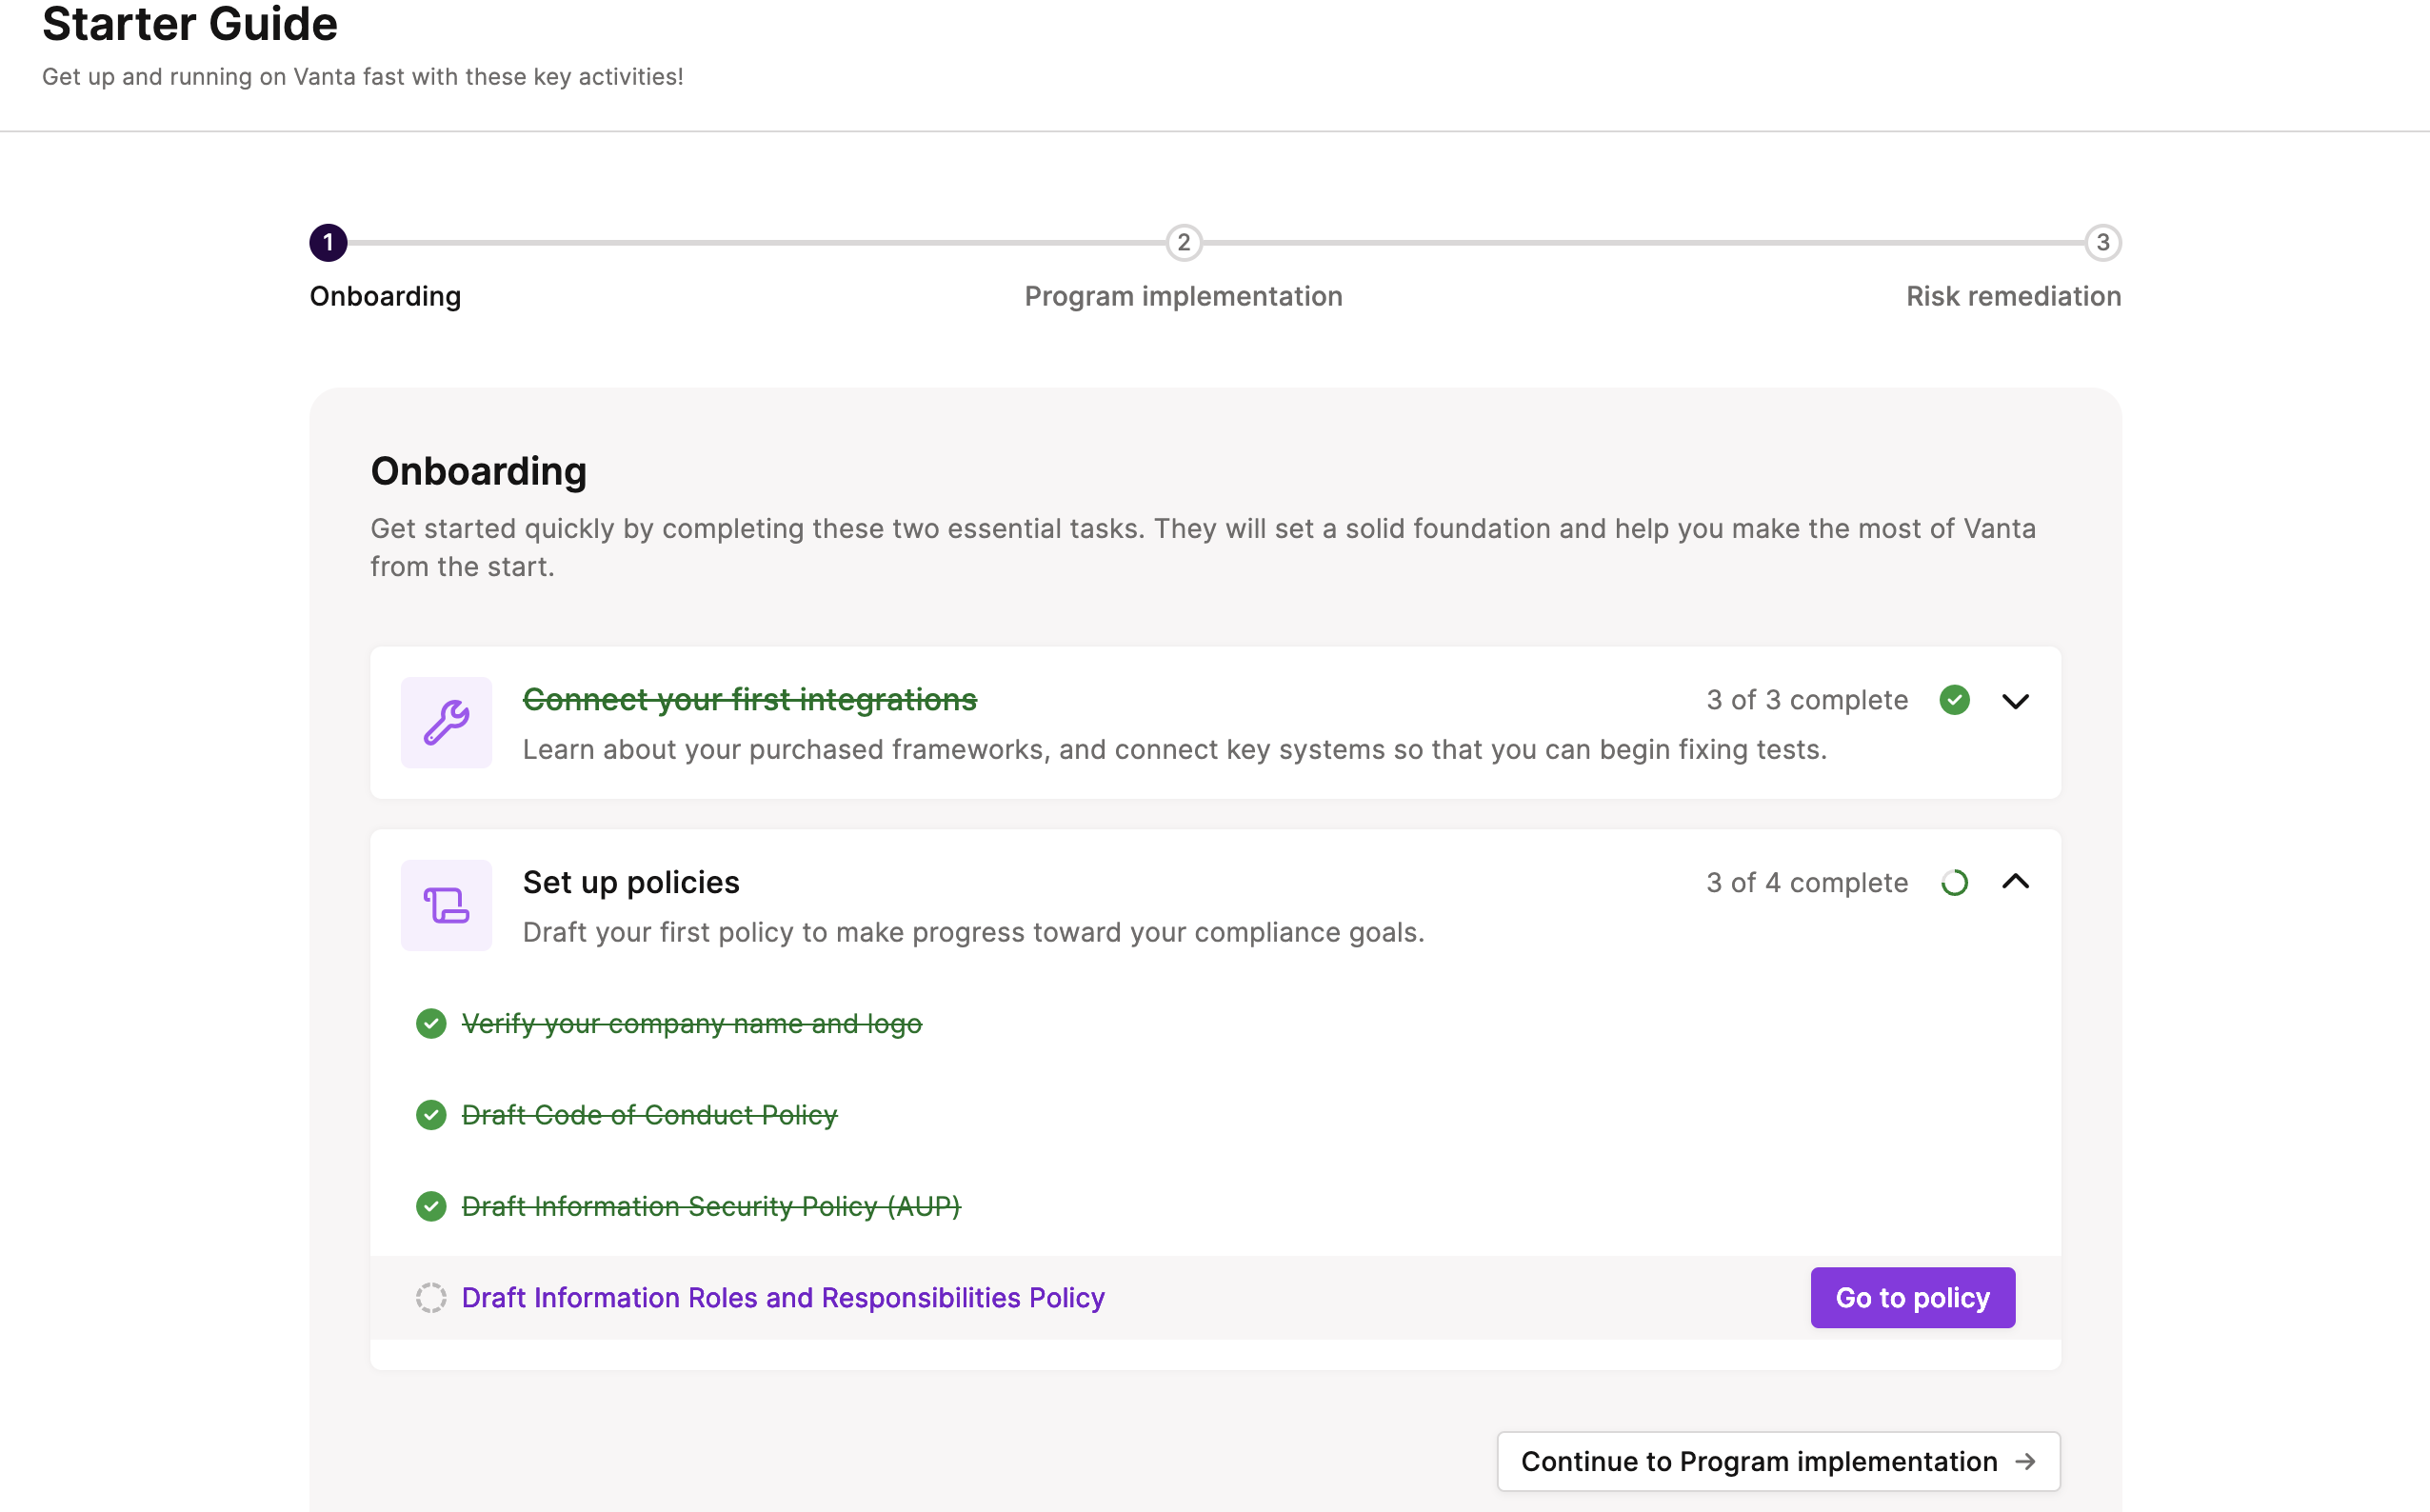 Starter Guide
Get up and running on Vanta fast with these key activities!
1
2
3
Onboarding
Program implementation
Risk remediation
Onboarding
Get started quickly by completing these two essential tasks. They will set a solid foundation and help you make the most of Vanta
from the start.
Connect your first integrations
3 of 3 complete
Learn about your purchased frameworks, and connect key systems so that you can begin fixing tests.
Set up policies
3 of 4 complete
Draft your first policy to make progress toward your compliance goals.
Verify your company name and logo
Draft Code of Conduct Policy
Draft Information Security Policy (AUP)
Draft Information Roles and Responsibilities Policy
Go to policy
Continue to Program implementation →